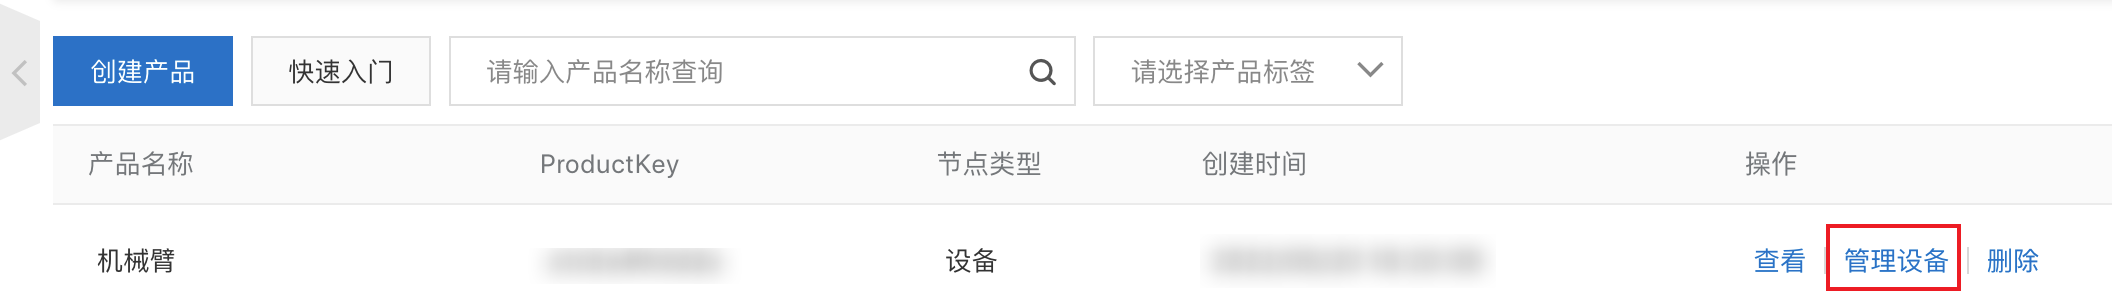 创建产品 快速入门 请输入产品名称查询 请选择产品标签
产品名称 ProductKey 节点类型 创建时间 操作
机械臂 设备 查看 管理设备 删除